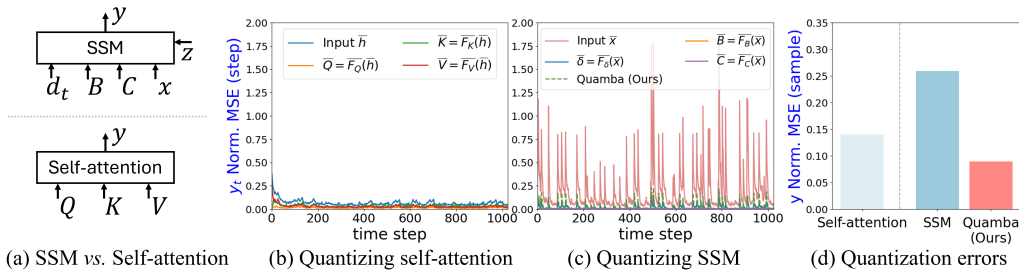 y
SSM
z
d_t B C x
y
Self-attention
Q K V
(a) SSM vs. Self-attention
y_t Norm. MSE (step)
2.00
1.75
1.50
1.25
1.00
0.75
0.50
0.25
0.00
Input h̅
Q̅ = F̅_Q(h̅)
K̅ = F̅_K(h̅)
V̅ = F̅_V(h̅)
0 200 400 600 800 1000
time step
(b) Quantizing self-attention
2.00
1.75
1.50
1.25
1.00
0.75
0.50
0.25
0.00
Input x̅
δ̅ = F̅_δ(x̅)
Quamba (Ours)
B̅ = F̅_B(x̅)
C̅ = F̅_C(x̅)
0 200 400 600 800 1000
time step
(c) Quantizing SSM
y Norm. MSE (sample)
0.35
0.30
0.25
0.20
0.15
0.10
0.05
0.00
Self-attention SSM Quamba
(Ours)
(d) Quantization errors